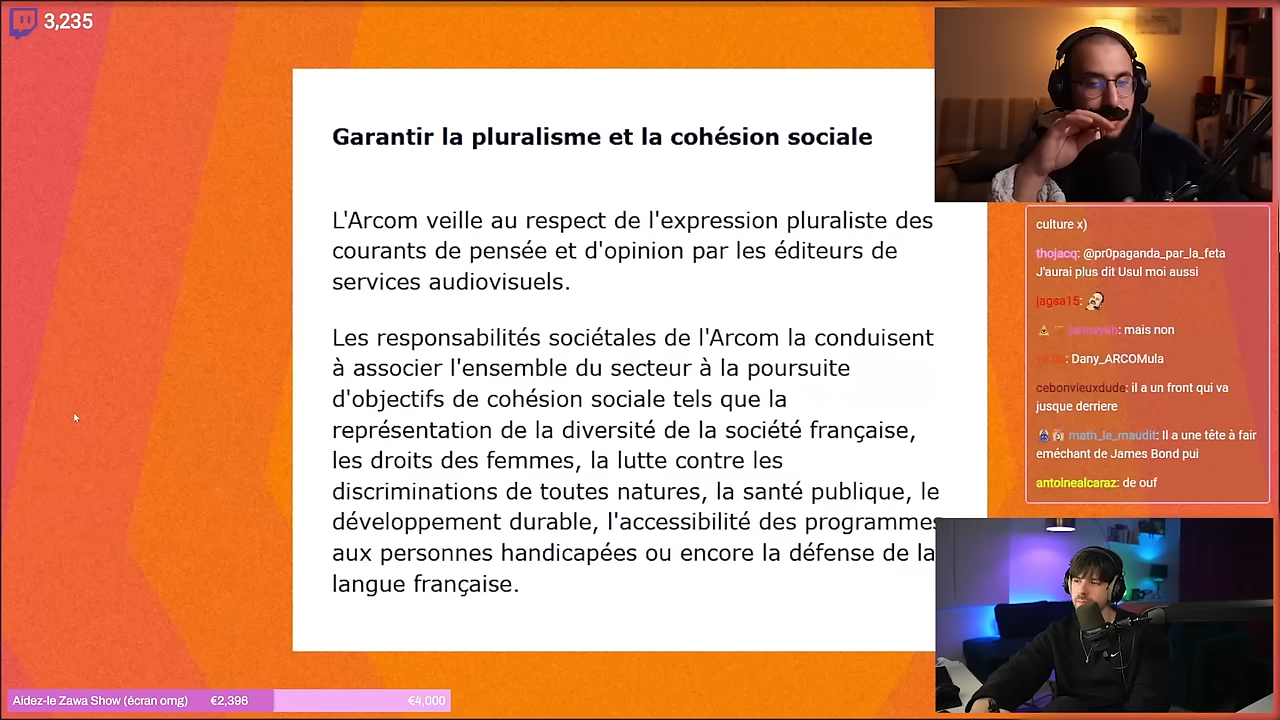 3,235
Garantir la pluralisme et la cohésion sociale
L'Arcom veille au respect de l'expression pluraliste des
courants de pensée et d'opinion par les éditeurs de
services audiovisuels.
Les responsabilités sociétales de l'Arcom la conduisent
à associer l'ensemble du secteur à la poursuite
d'objectifs de cohésion sociale tels que la
représentation de la diversité de la société française,
les droits des femmes, la lutte contre les
discriminations de toutes natures, la santé publique, le
développement durable, l'accessibilité des programmes
aux personnes handicapées ou encore la défense de la
langue française.
culture x)
thojacq: @pr0paganda_par_la_feta
J'aurai plus dit Usul moi aussi
jagsa15:
: mais non
: Dany_ARCOMula
cebonvieuxdude: il a un front qui va
jusque derriere
math_le_maudit: Il a une tête à fair
eméchant de James Bond pui
antoinealcaraz: de ouf
Aidez-le Zawa Show (écran omg) €2,396 €4,000